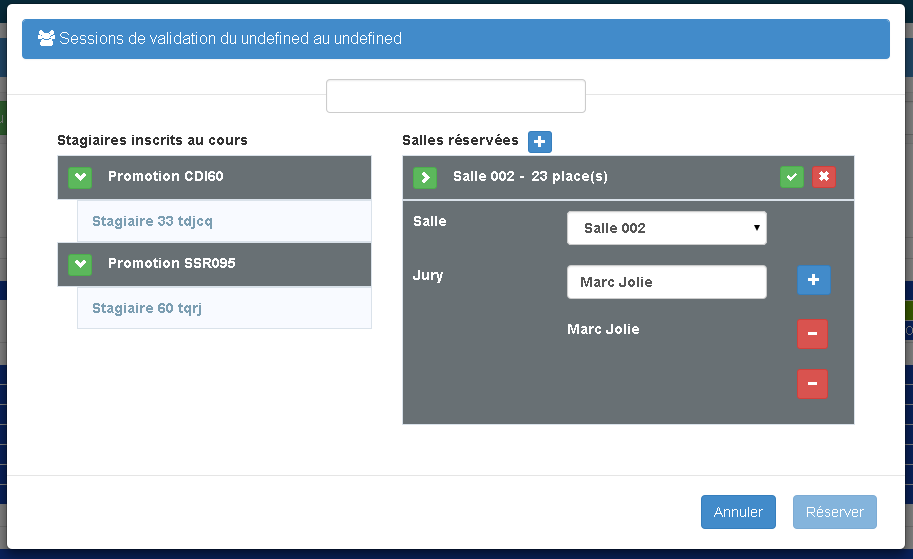 Sessions de validation du undefined au undefined
Stagiaires inscrits au cours
Promotion CDI60
Stagiaire 33 tdjcq
Promotion SSR095
Stagiaire 60 tqrj
Salles réservées
Salle 002 - 23 place(s)
Salle
Salle 002
Jury
Marc Jolie
Marc Jolie
Annuler
Réserver